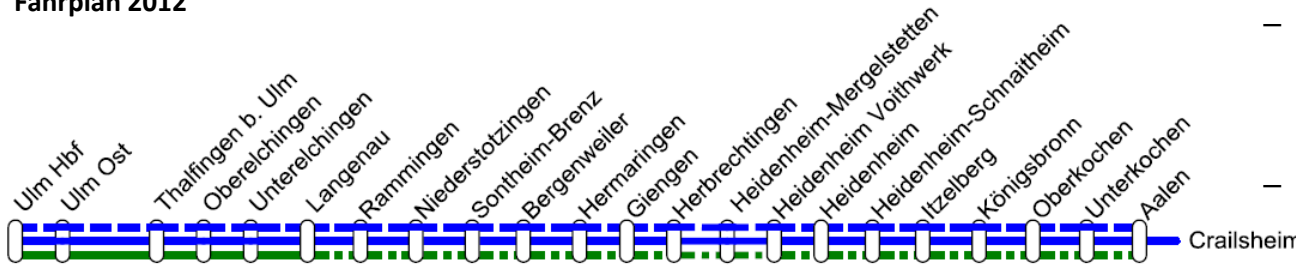 Fahrplan 2012
Ulm Hbf
Ulm Ost
Thalfingen b. Ulm
Oberelchingen
Unterelchingen
Langenau
Rammingen
Niederstotzingen
Sontheim-Brenz
Bergenweiler
Hermaringen
Giengen
Herbrechtingen
Heidenheim-Mergelstetten
Heidenheim Voithwerk
Heidenheim
Heidenheim-Schnaitheim
Itzelberg
Königsbronn
Oberkochen
Unterkochen
Aalen
Crailsheim